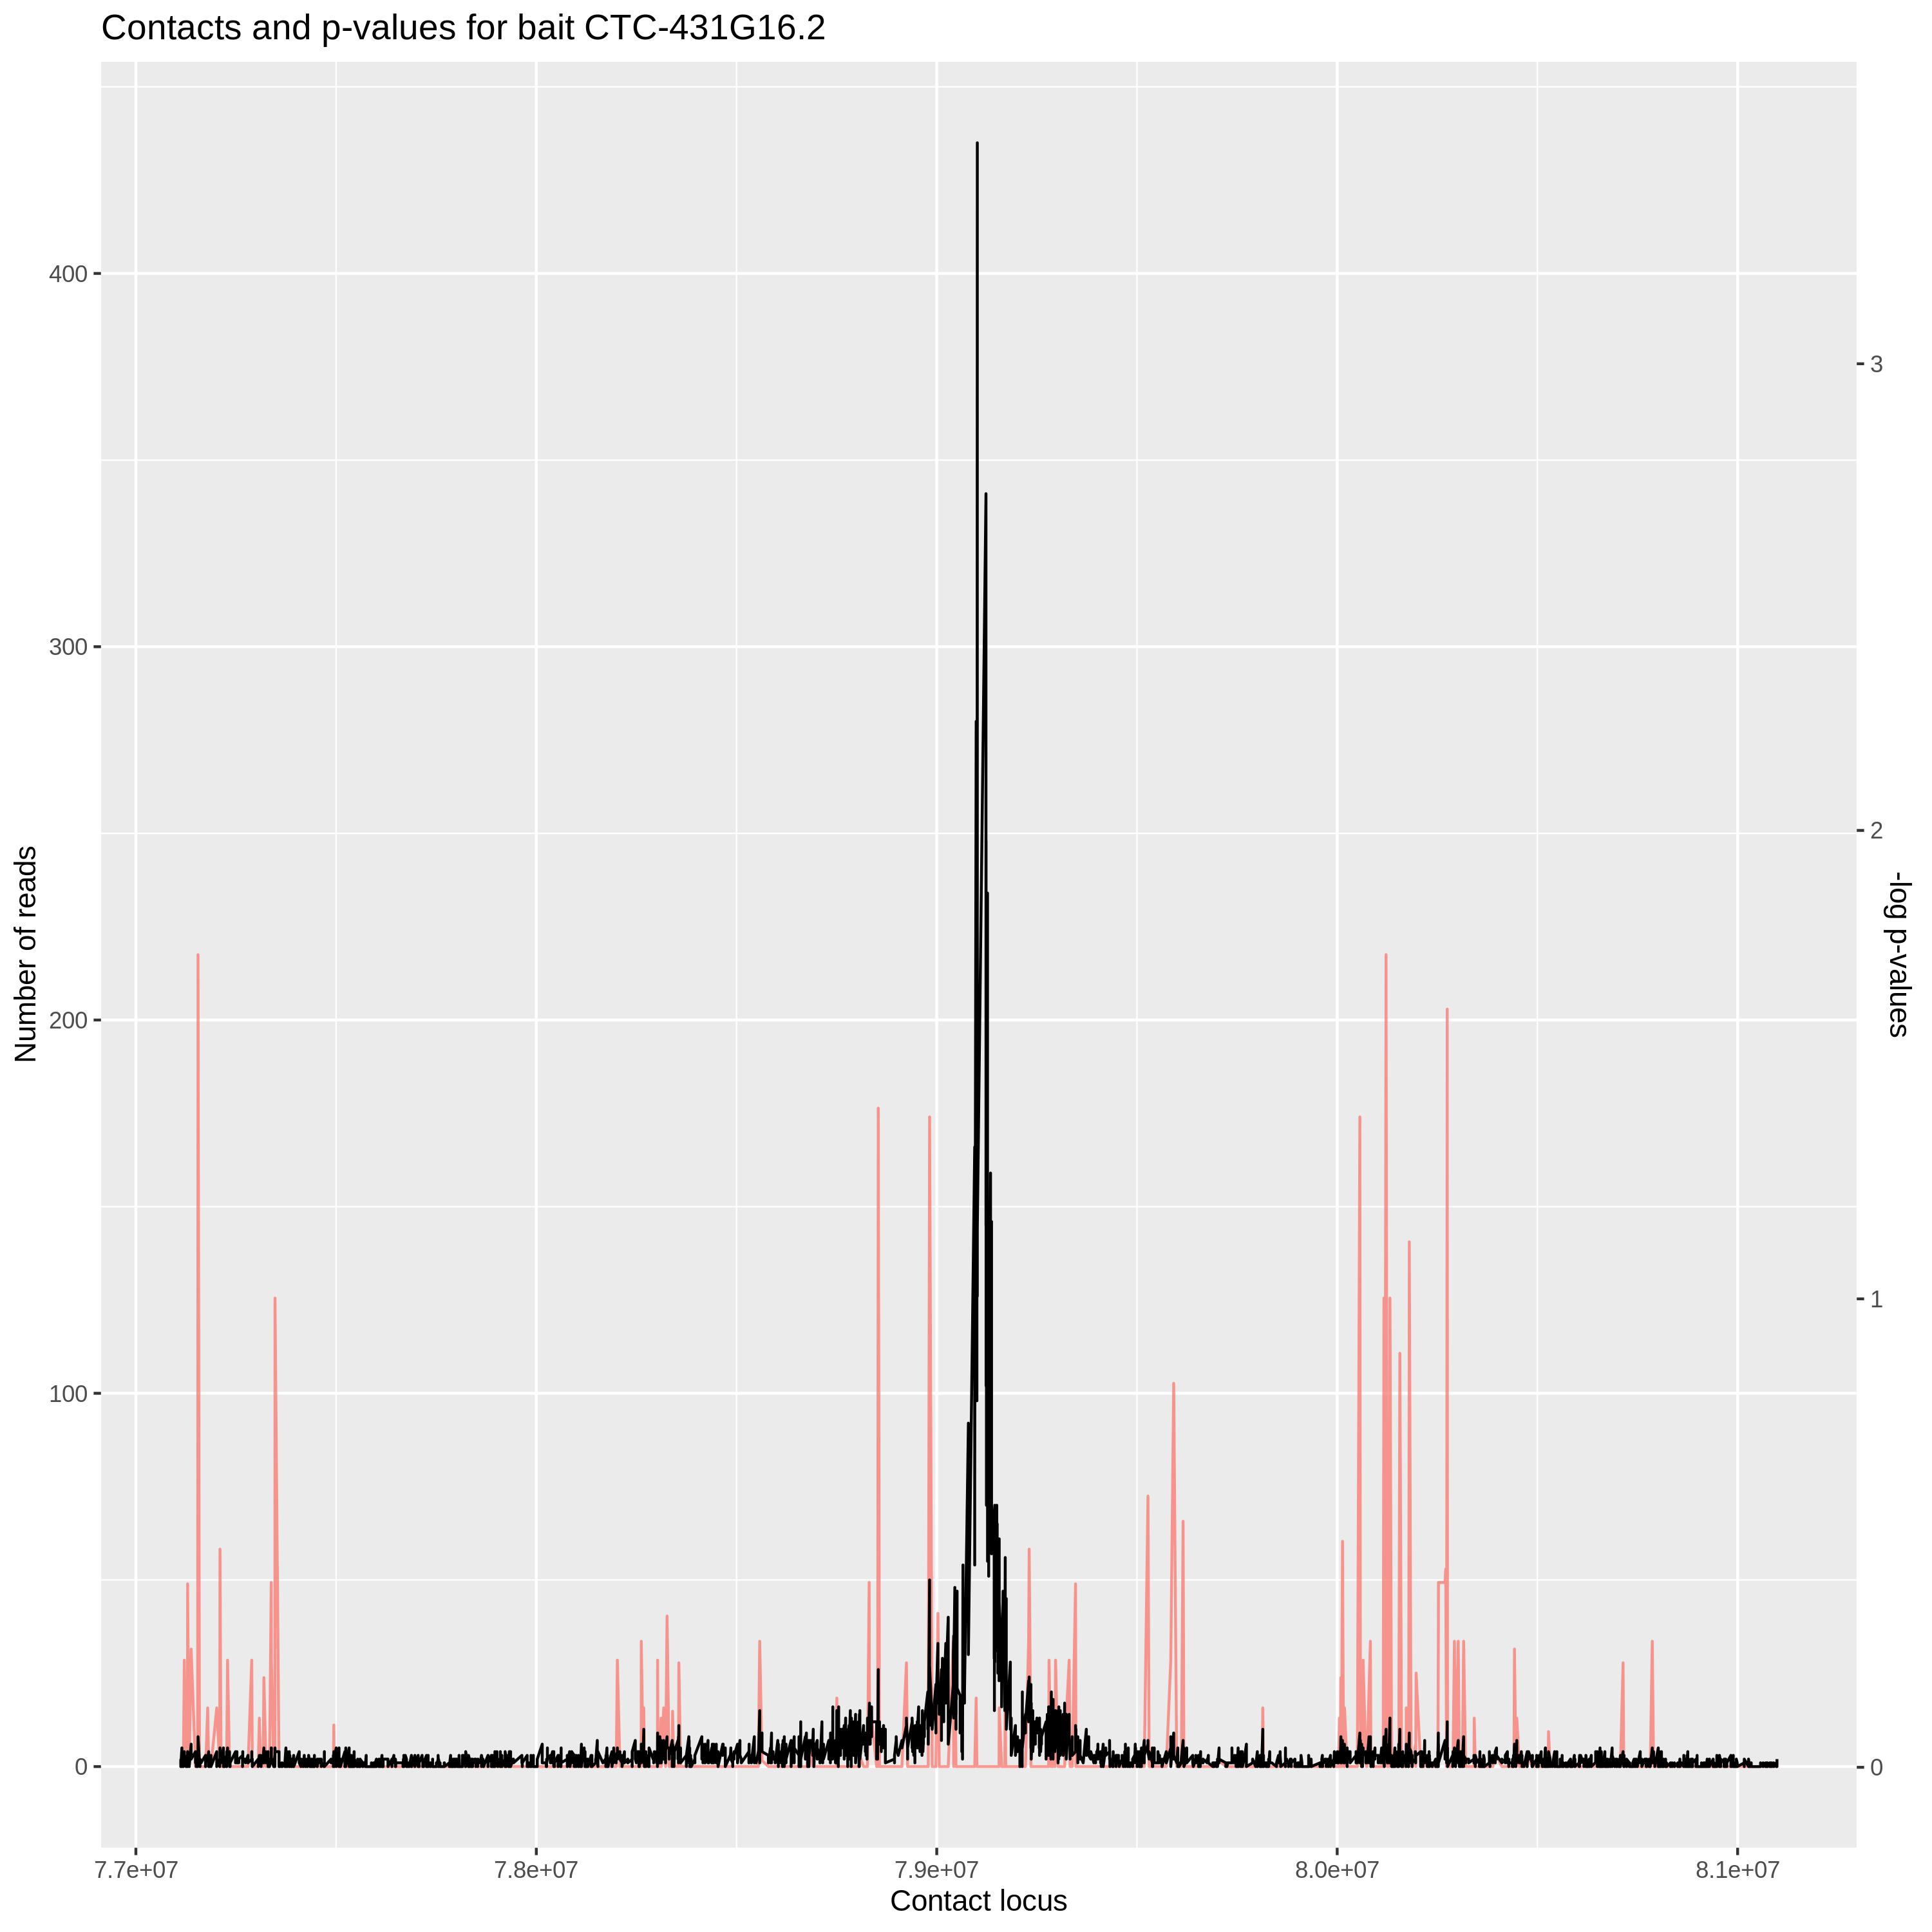 Contacts and p-values for bait CTC-431G16.2
400
300
200
100
0
Number of reads
3
2
1
0
-log p-values
7.7e+07
7.8e+07
7.9e+07
8.0e+07
8.1e+07
Contact locus